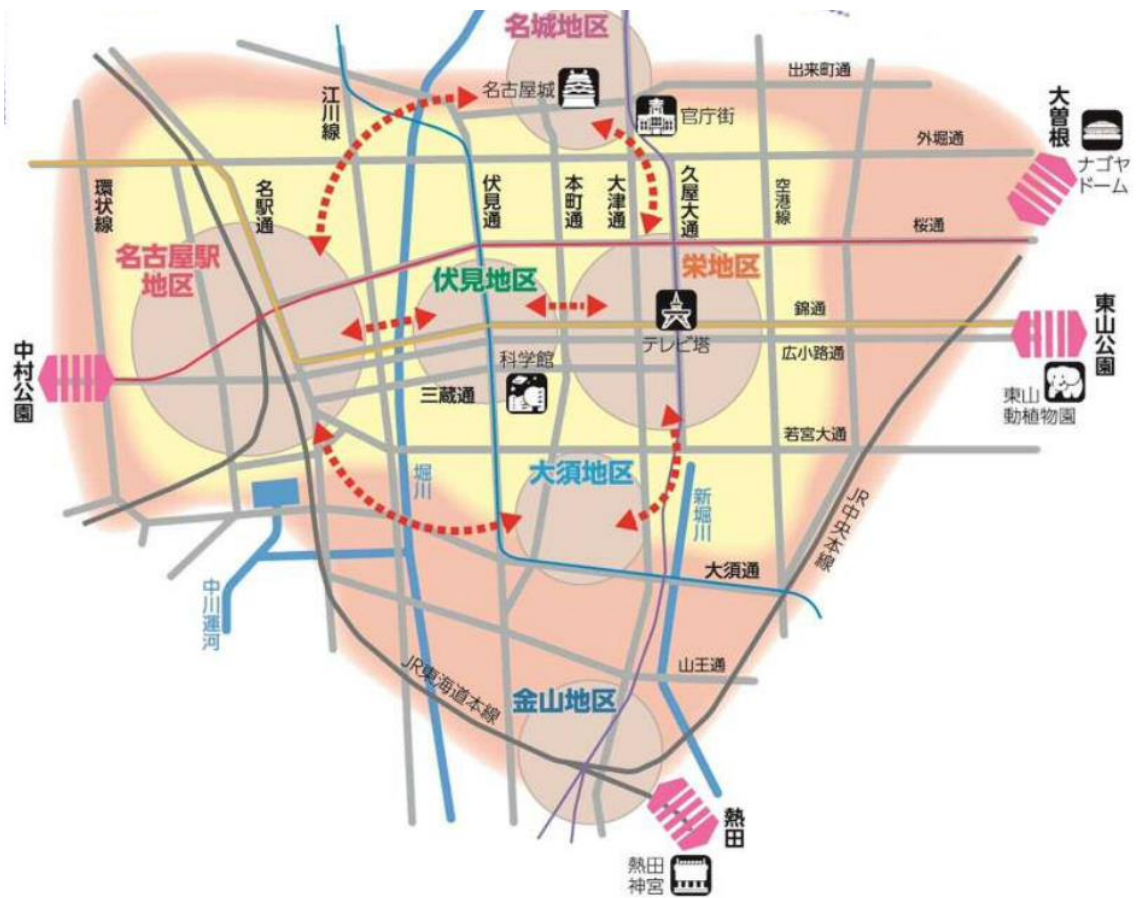 名城地区
名古屋城
官庁街
出来町通
大曽根
ナゴヤ
ドーム
外堀通
江川線
環状線
名駅通
伏見通
本町通
大津通
久屋大通
空港線
桜通
名古屋駅
地区
伏見地区
栄地区
テレビ塔
錦通
広小路通
東山公園
東山
動植物園
中村公園
科学館
三蔵通
若宮大通
大須地区
堀川
新堀川
大須通
JR中央本線
中川運河
JR東海道本線
山王通
金山地区
熱田
熱田
神宮